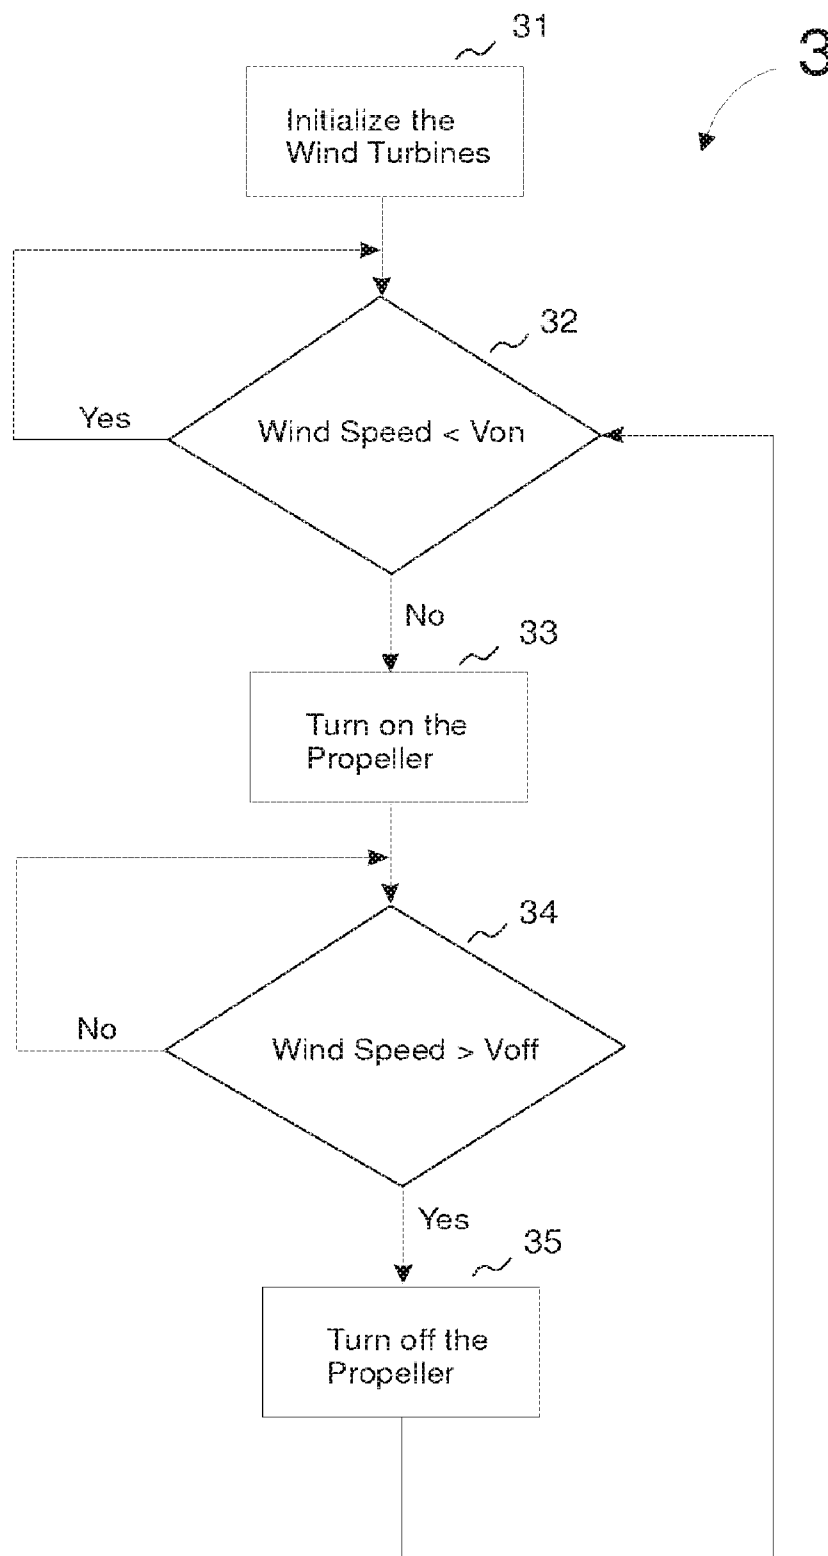 31
3
Initialize the
Wind Turbines
32
Yes
Wind Speed < Von
No
33
Turn on the
Propeller
34
No
Wind Speed > Voff
Yes
35
Turn off the
Propeller